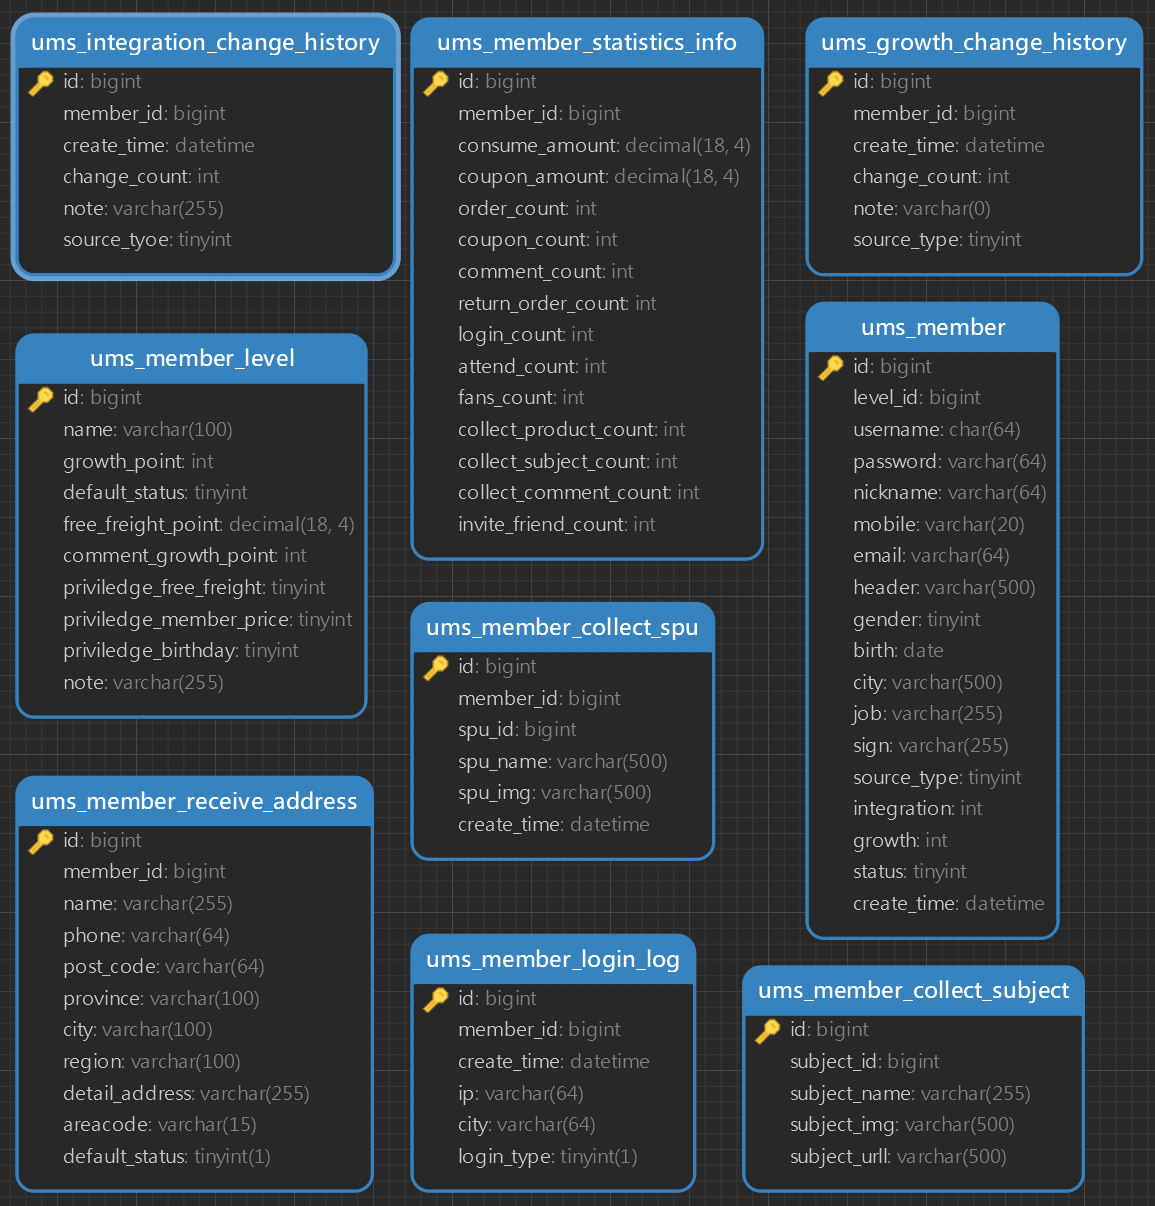 ums_integration_change_history
id: bigint
member_id: bigint
create_time: datetime
change_count: int
note: varchar(255)
source_tyoe: tinyint
ums_member_statistics_info
id: bigint
member_id: bigint
consume_amount: decimal(18, 4)
coupon_amount: decimal(18, 4)
order_count: int
coupon_count: int
comment_count: int
return_order_count: int
login_count: int
attend_count: int
fans_count: int
collect_product_count: int
collect_subject_count: int
collect_comment_count: int
invite_friend_count: int
ums_growth_change_history
id: bigint
member_id: bigint
create_time: datetime
change_count: int
note: varchar(0)
source_type: tinyint
ums_member_level
id: bigint
name: varchar(100)
growth_point: int
default_status: tinyint
free_freight_point: decimal(18, 4)
comment_growth_point: int
priviledge_free_freight: tinyint
priviledge_member_price: tinyint
priviledge_birthday: tinyint
note: varchar(255)
ums_member
id: bigint
level_id: bigint
username: char(64)
password: varchar(64)
nickname: varchar(64)
mobile: varchar(20)
email: varchar(64)
header: varchar(500)
gender: tinyint
birth: date
city: varchar(500)
job: varchar(255)
sign: varchar(255)
source_type: tinyint
integration: int
growth: int
status: tinyint
create_time: datetime
ums_member_collect_spu
id: bigint
member_id: bigint
spu_id: bigint
spu_name: varchar(500)
spu_img: varchar(500)
create_time: datetime
ums_member_receive_address
id: bigint
member_id: bigint
name: varchar(255)
phone: varchar(64)
post_code: varchar(64)
province: varchar(100)
city: varchar(100)
region: varchar(100)
detail_address: varchar(255)
areacode: varchar(15)
default_status: tinyint(1)
ums_member_login_log
id: bigint
member_id: bigint
create_time: datetime
ip: varchar(64)
city: varchar(64)
login_type: tinyint(1)
ums_member_collect_subject
id: bigint
subject_id: bigint
subject_name: varchar(255)
subject_img: varchar(500)
subject_urll: varchar(500)